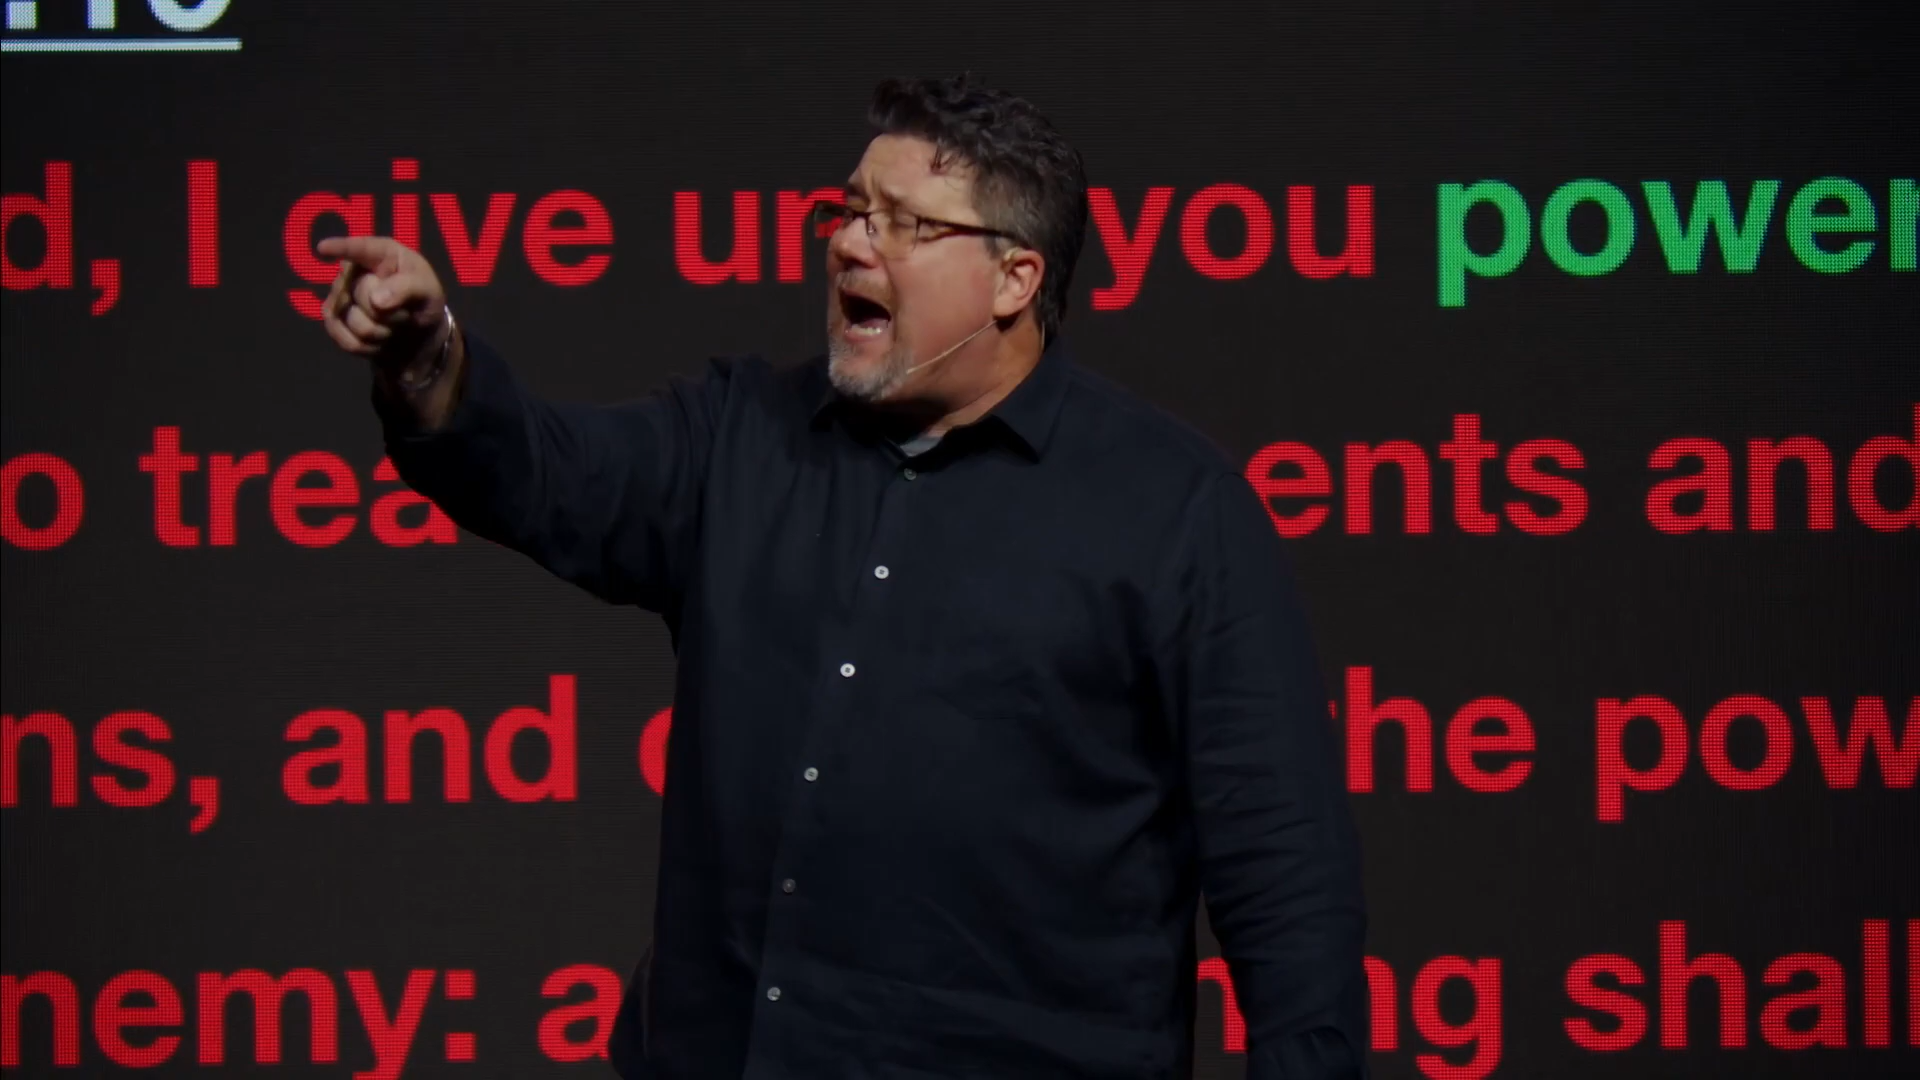 d, I give un you power
o trea ents and
ns, and he pow
nemy: a ng shall